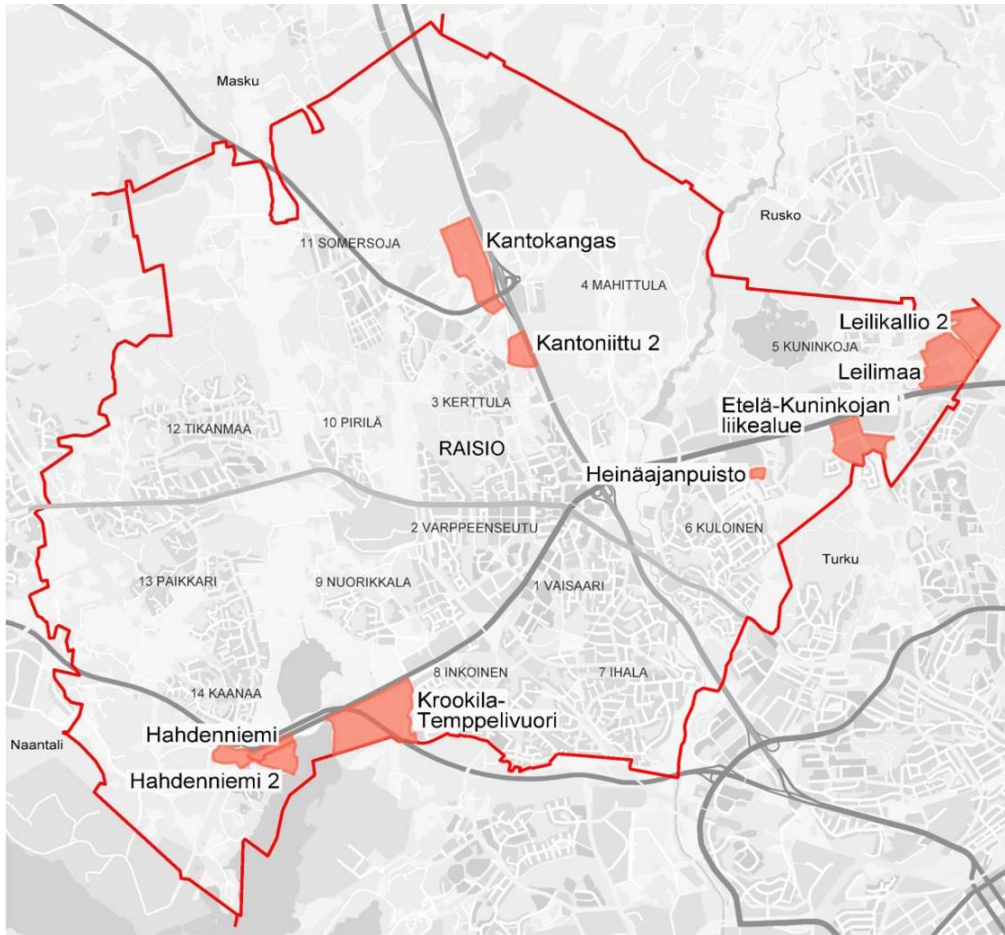 Masku
Rusko
11 SOMERSOJA
Kantokangas
4 MAHITTULA
Leilikallio 2
Kantoniittu 2
5 KUNINKOJA
Leilimaa
3 KERTTULA
Etelä-Kuninkojan
liikealue
12 TIKANMAA
10 PIRILÄ
RAISIO
Heinäajanpuisto
2 VARPPEENSEUTU
6 KULOINEN
Turku
13 PAIKKARI
9 NUORIKKALA
1 VAISAARI
8 INKOINEN
7 IHALA
14 KAANAA
Krookila-
Temppelivuori
Naantali
Hahdenniemi
Hahdenniemi 2